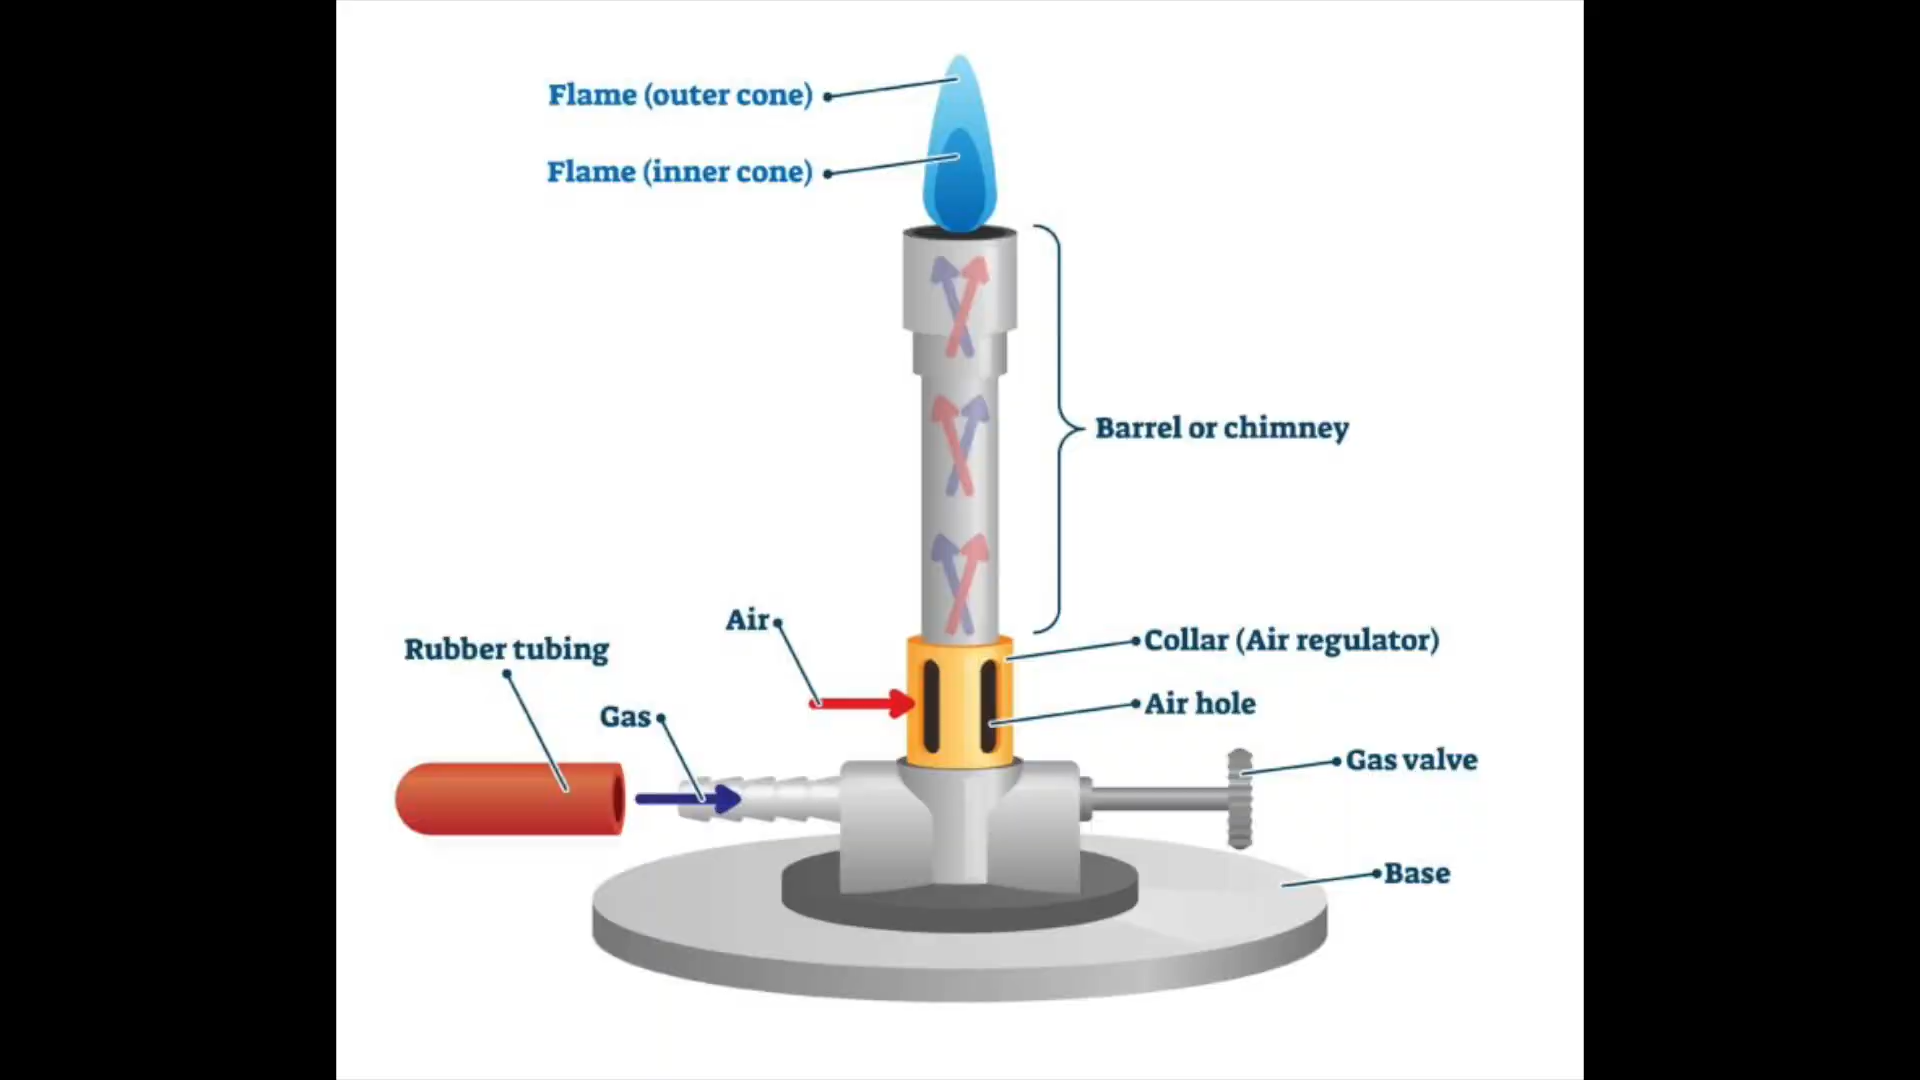 Flame (outer cone)
Flame (inner cone)
Barrel or chimney
Air
Collar (Air regulator)
Rubber tubing
Air hole
Gas
Gas valve
Base